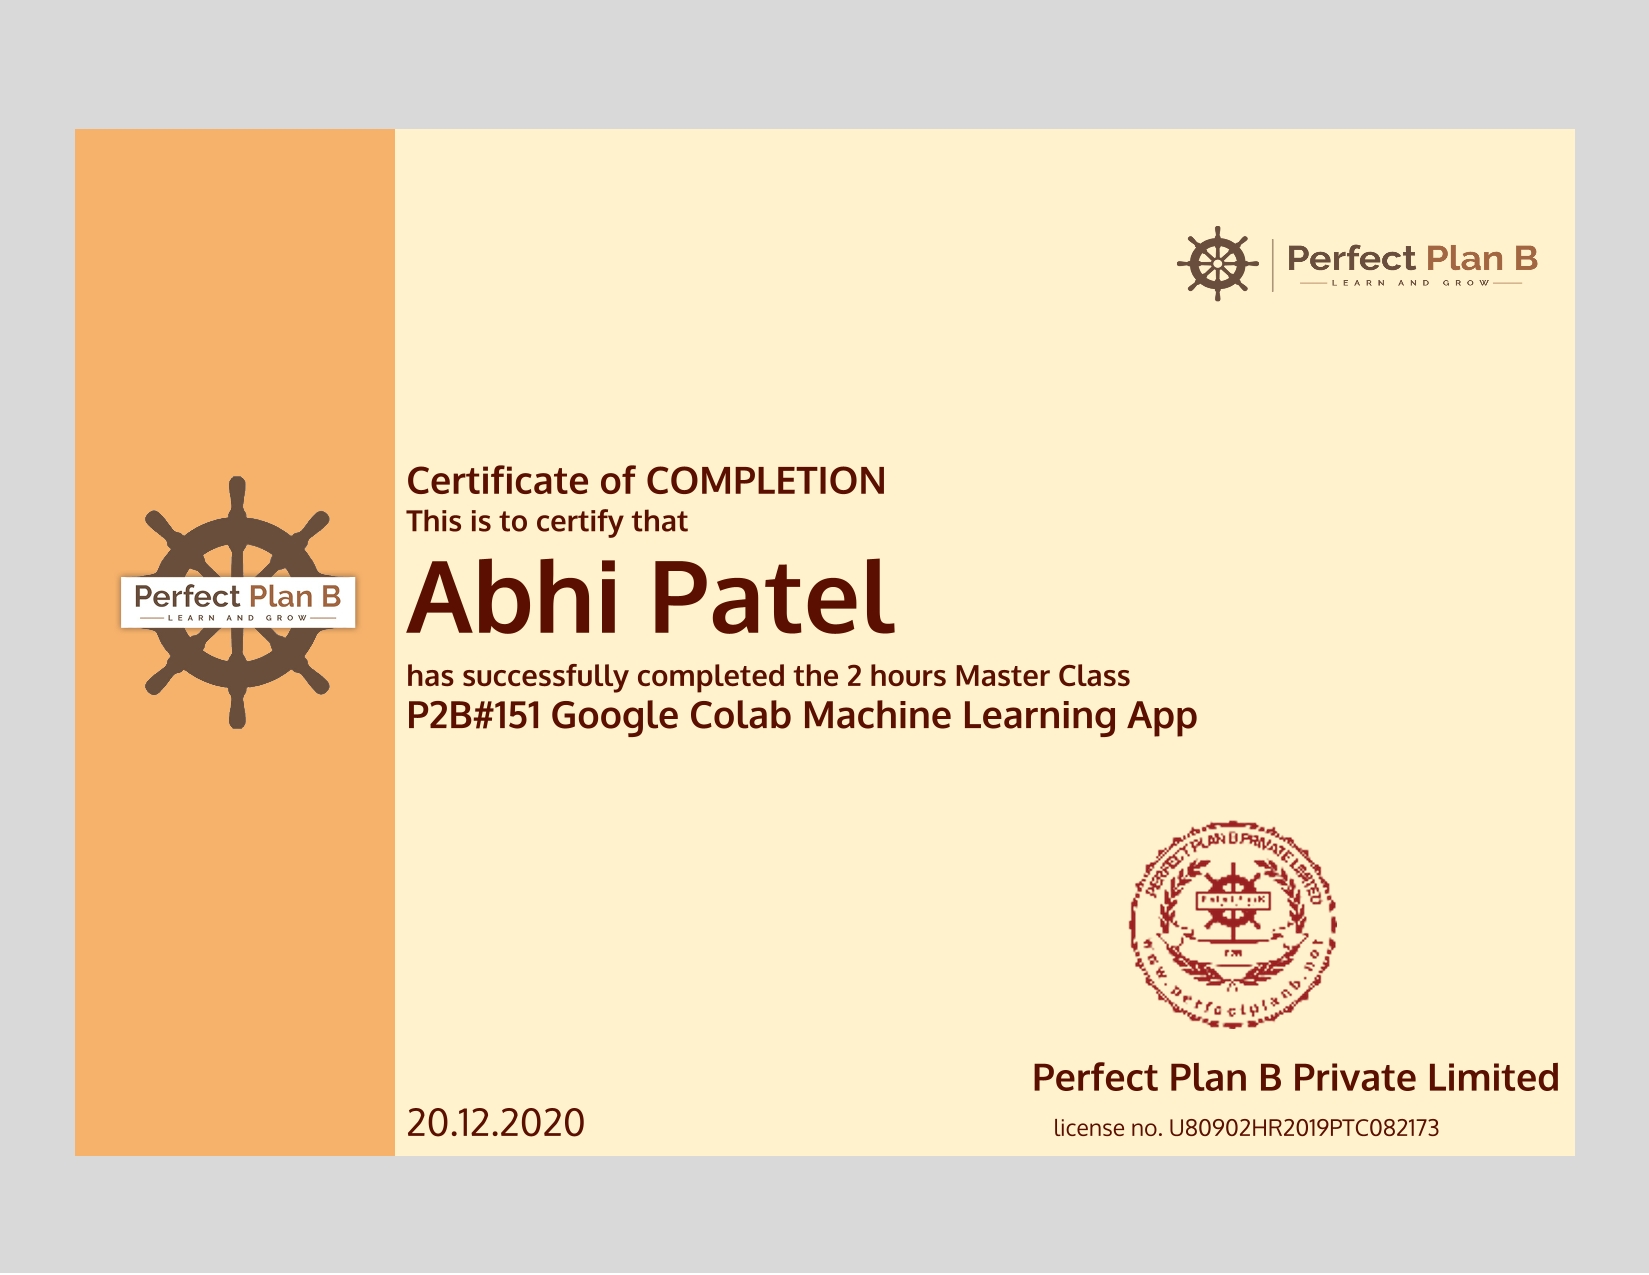 Perfect Plan B
LEARN AND GROW
Certificate of COMPLETION
This is to certify that
Abhi Patel
Perfect Plan B
LEARN AND GROW
has successfully completed the 2 hours Master Class
P2B#151 Google Colab Machine Learning App
PERFECT PLAN B PRIVATE LIMITED
www.perfectplanb.net
Perfect Plan B Private Limited
20.12.2020
license no. U80902HR2019PTC082173